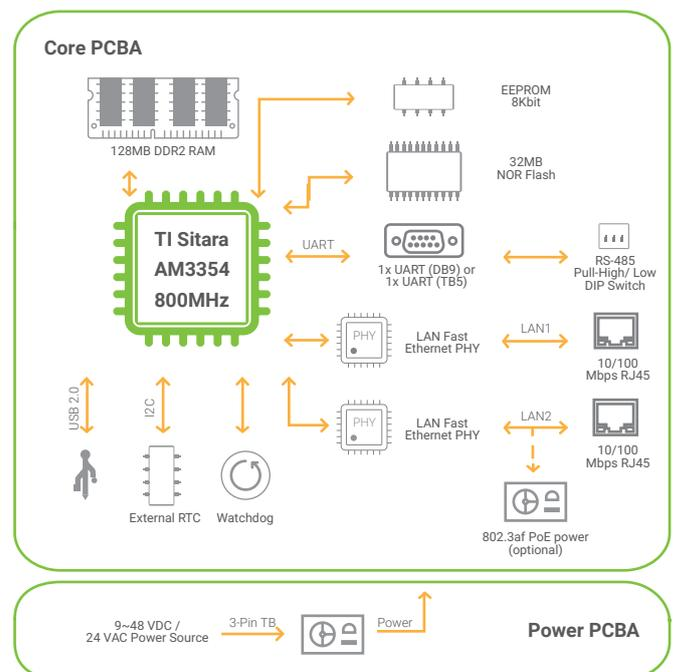 Core PCBA
128MB DDR2 RAM
EEPROM
8Kbit
32MB
NOR Flash
TI Sitara
AM3354
800MHz
UART
1x UART (DB9) or
1x UART (TB5)
RS-485
Pull-High/ Low
DIP Switch
PHY
LAN Fast
Ethernet PHY
LAN1
10/100
Mbps RJ45
USB 2.0
I2C
PHY
LAN Fast
Ethernet PHY
LAN2
10/100
Mbps RJ45
External RTC
Watchdog
802.3af PoE power
(optional)
9~48 VDC /
24 VAC Power Source
3-Pin TB
Power
Power PCBA